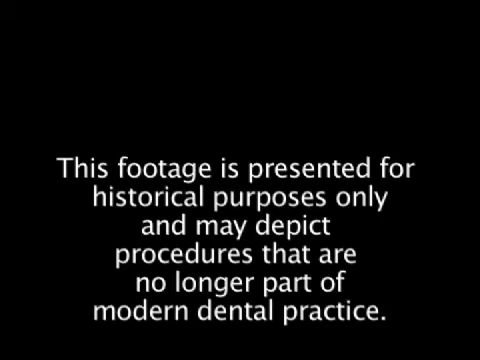 This footage is presented for
historical purposes only
and may depict
procedures that are
no longer part of
modern dental practice.